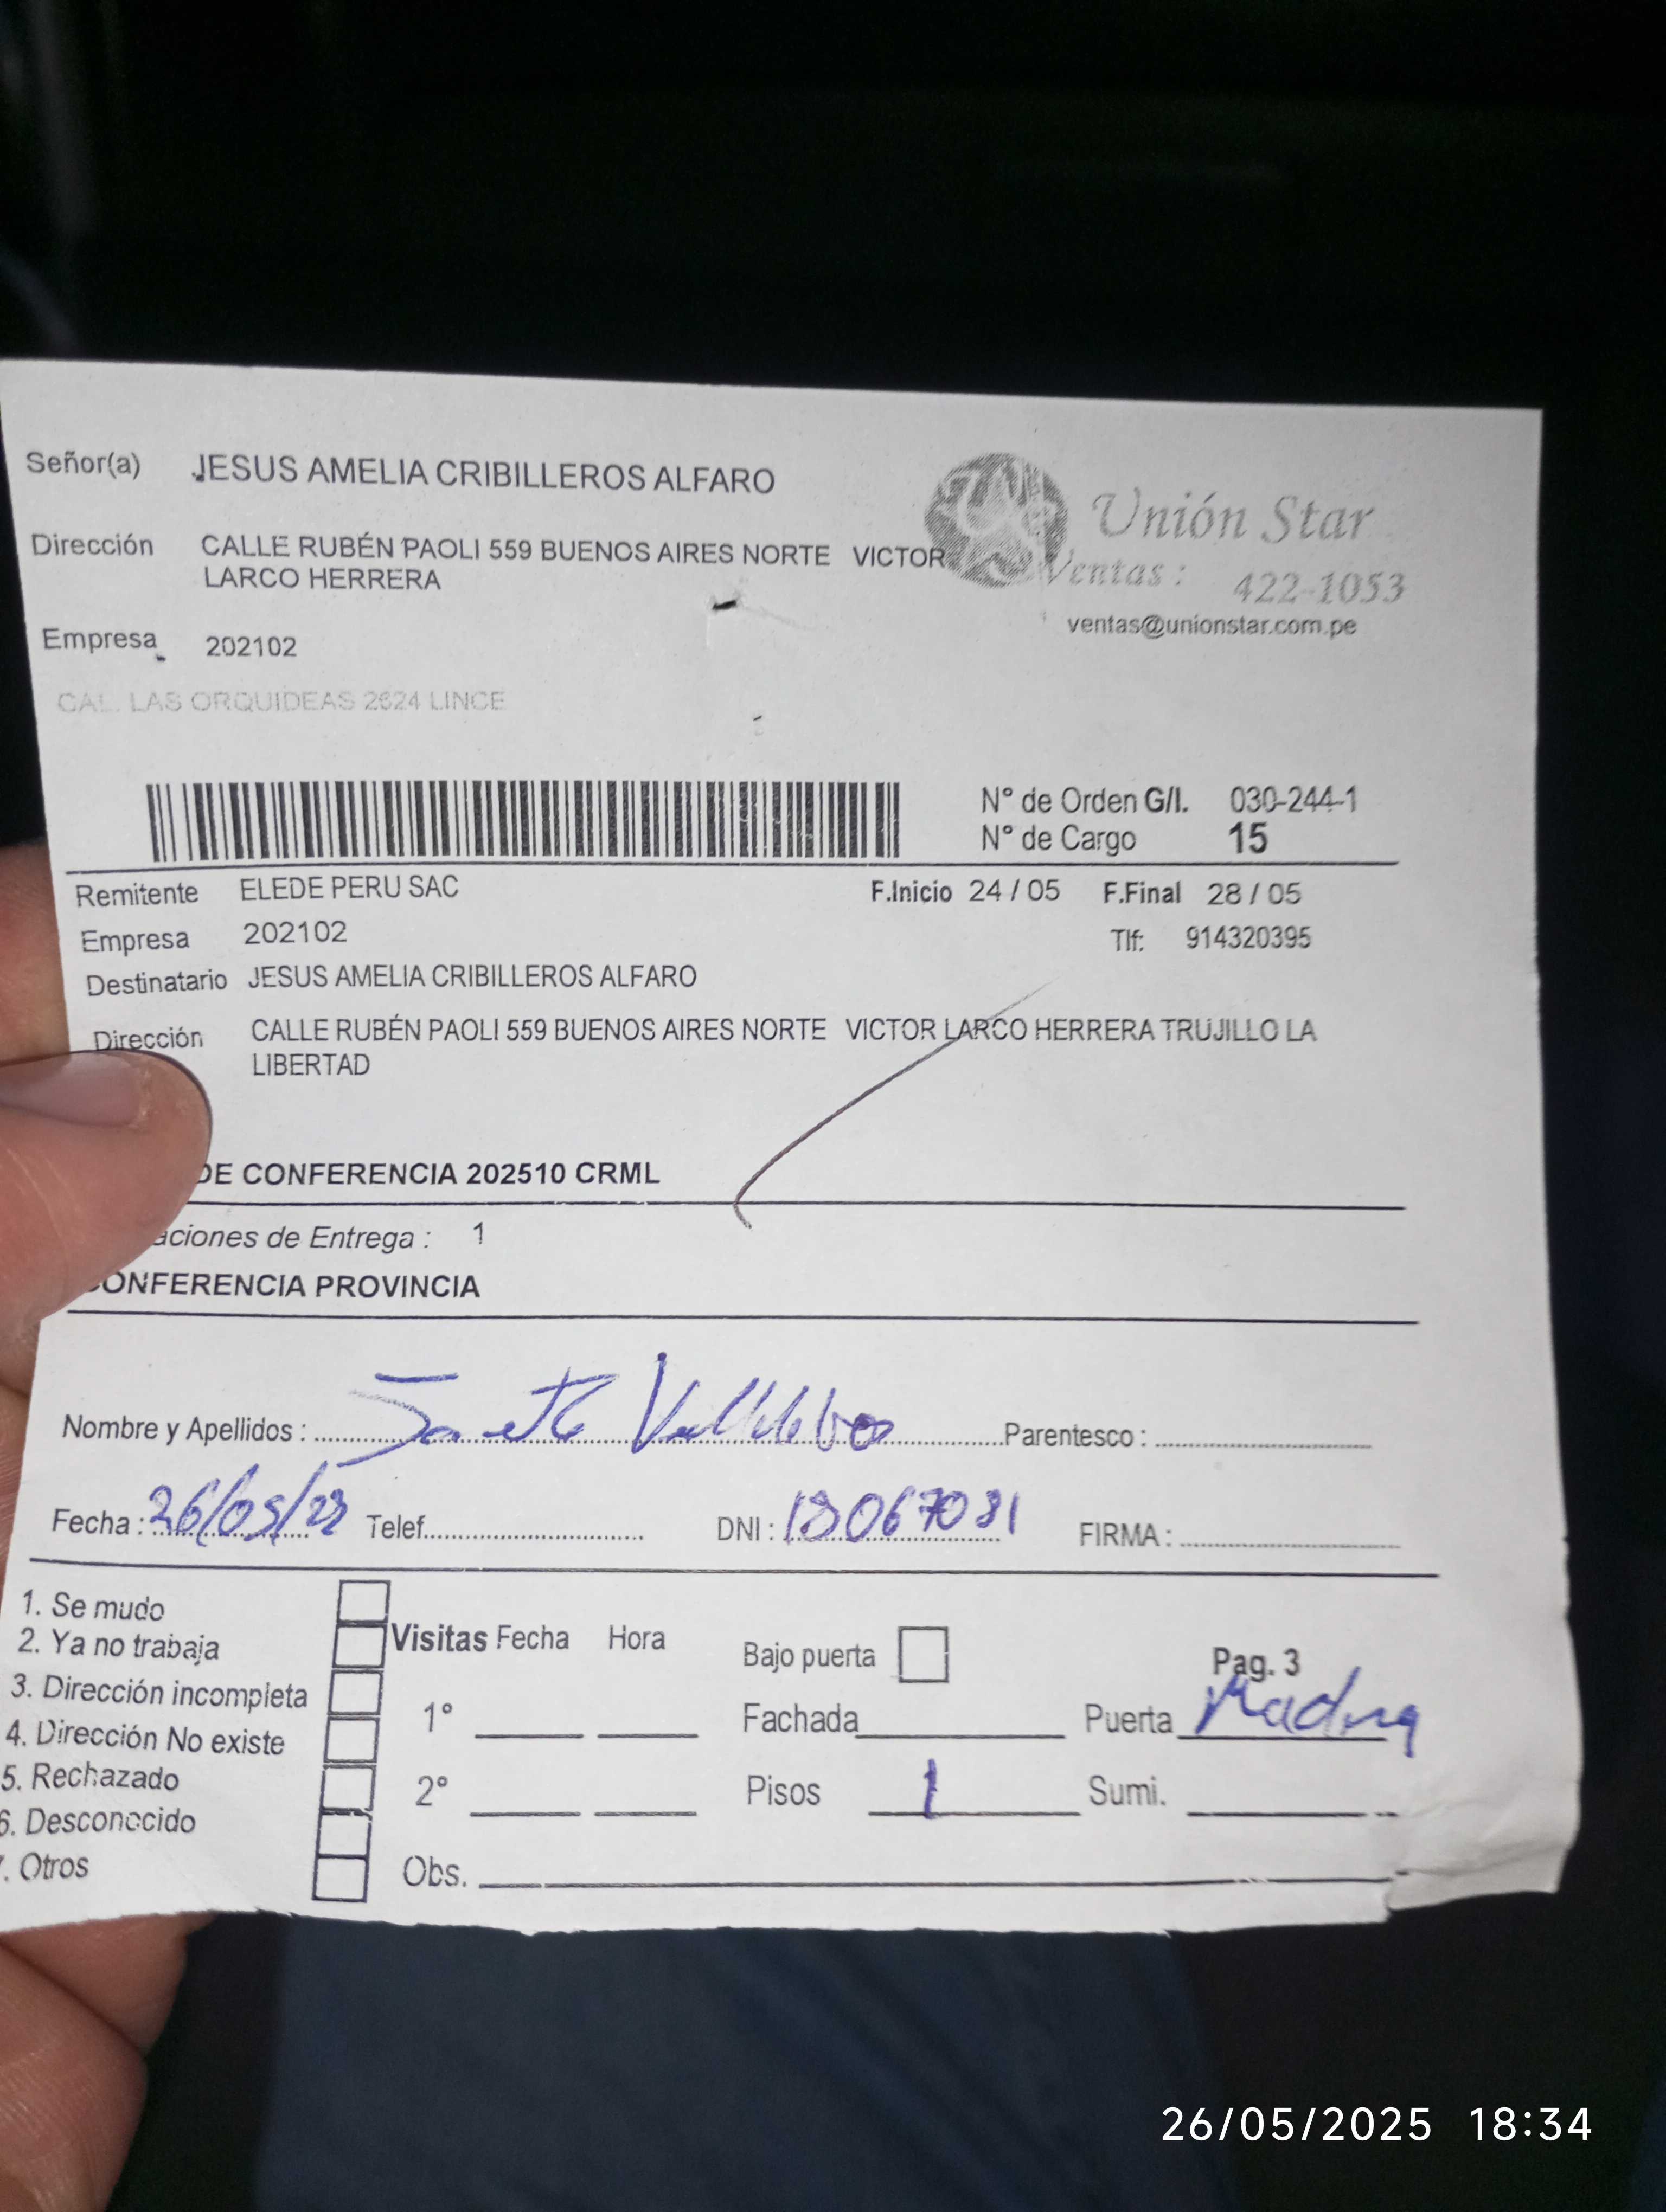 Señor(a) JESUS AMELIA CRIBILLEROS ALFARO
Unión Star
Dirección CALLE RUBÉN PAOLI 559 BUENOS AIRES NORTE VICTOR
LARCO HERRERA
Ventas : 422-1053
ventas@unionstar.com.pe
Empresa 202102
CAL. LAS ORQUIDEAS 2624 LINCE
N° de Orden G/I. 030-244-1
N° de Cargo 15
Remitente ELEDE PERU SAC F.Inicio 24 / 05 F.Final 28 / 05
Empresa 202102 Tlf: 914320395
Destinatario JESUS AMELIA CRIBILLEROS ALFARO
Dirección CALLE RUBÉN PAOLI 559 BUENOS AIRES NORTE VICTOR LARCO HERRERA TRUJILLO LA
LIBERTAD
DE CONFERENCIA 202510 CRML
aciones de Entrega : 1
CONFERENCIA PROVINCIA
Nombre y Apellidos : Parentesco :
Fecha : Telef. DNI : FIRMA :
1. Se mudo
2. Ya no trabaja
3. Dirección incompleta
4. Dirección No existe
5. Rechazado
6. Desconocido
. Otros
Visitas Fecha Hora
1°
2°
Obs.
Bajo puerta
Fachada
Pisos 1
Pag. 3
Puerta
Sumi.
26/05/2025 18:34